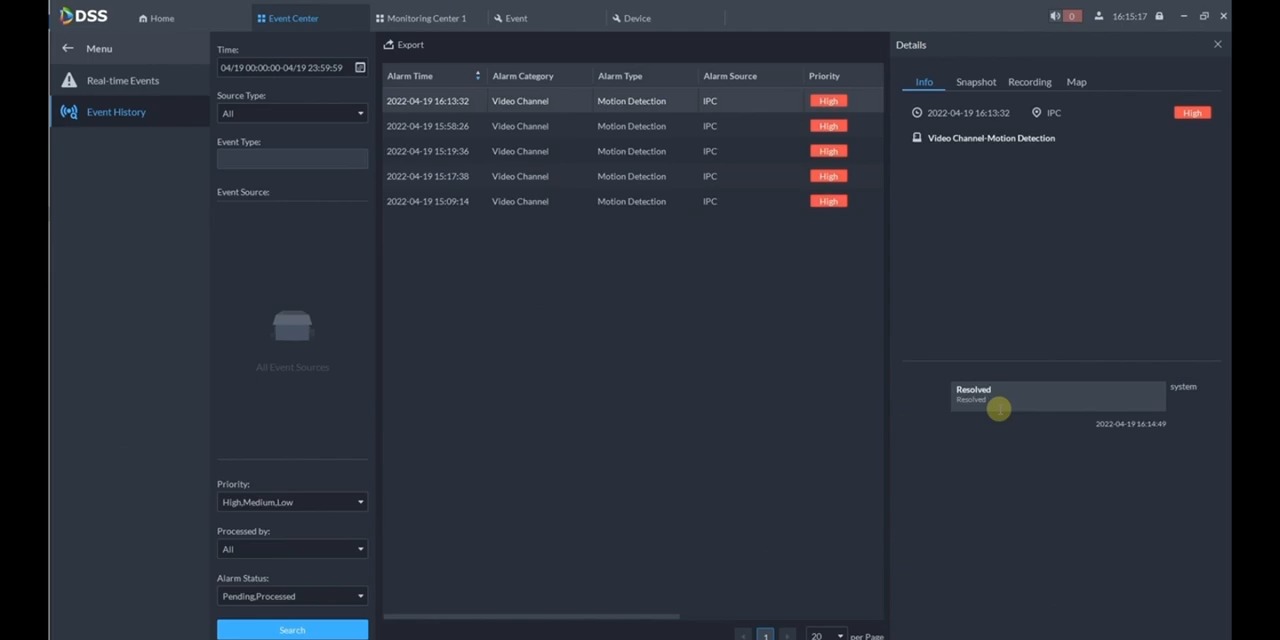 DSS
Home
Event Center
Monitoring Center 1
Event
Device
0
16:15:17
Menu
Real-time Events
Event History
Time:
04/19 00:00:00-04/19 23:59:59
Source Type:
All
Event Type:
Event Source:
All Event Sources
Priority:
High,Medium,Low
Processed by:
All
Alarm Status:
Pending,Processed
Search
Export
Alarm Time Alarm Category Alarm Type Alarm Source Priority
2022-04-19 16:13:32 Video Channel Motion Detection IPC High
2022-04-19 15:58:26 Video Channel Motion Detection IPC High
2022-04-19 15:19:36 Video Channel Motion Detection IPC High
2022-04-19 15:17:38 Video Channel Motion Detection IPC High
2022-04-19 15:09:14 Video Channel Motion Detection IPC High
1 20 per Page
Details
Info Snapshot Recording Map
2022-04-19 16:13:32 IPC High
Video Channel-Motion Detection
Resolved
Resolved
system
2022-04-19 16:14:49